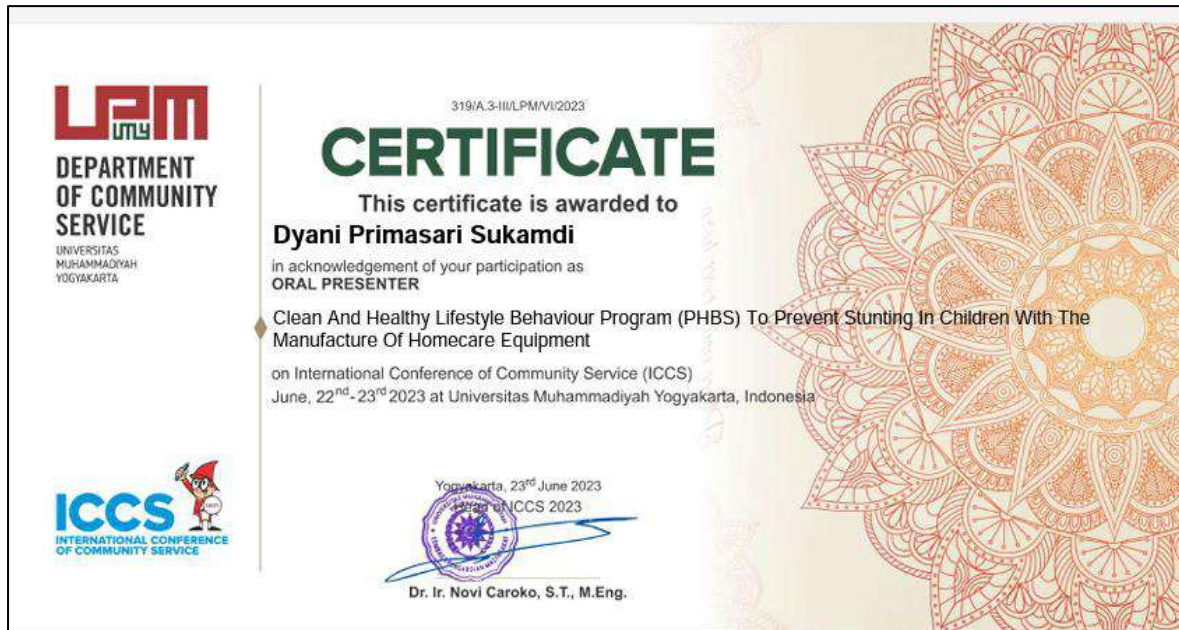 LPM
UMY
DEPARTMENT
OF COMMUNITY
SERVICE
UNIVERSITAS
MUHAMMADIYAH
YOGYAKARTA
319/A.3-III/LPM/VI/2023
CERTIFICATE
This certificate is awarded to
Dyani Primasari Sukamdi
in acknowledgement of your participation as
ORAL PRESENTER
Clean And Healthy Lifestyle Behaviour Program (PHBS) To Prevent Stunting In Children With The
Manufacture Of Homecare Equipment
on International Conference of Community Service (ICCS)
June, 22nd-23rd 2023 at Universitas Muhammadiyah Yogyakarta, Indonesia
ICCS
INTERNATIONAL CONFERENCE
OF COMMUNITY SERVICE
Yogyakarta, 23rd June 2023
Head of ICCS 2023
Dr. Ir. Novi Caroko, S.T., M.Eng.